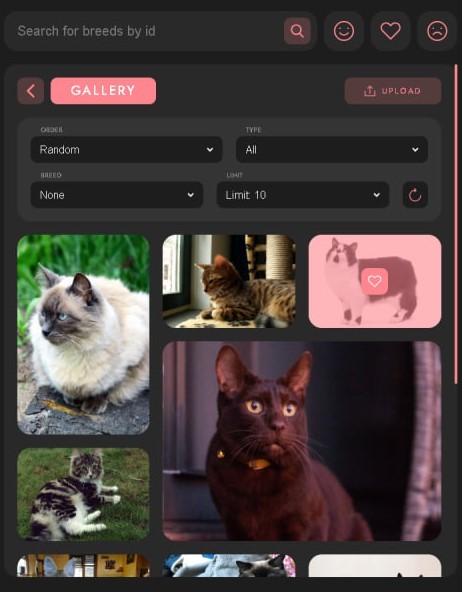 Search for breeds by id
GALLERY
UPLOAD
ORDER
TYPE
Random
All
BREED
LIMIT
None
Limit: 10